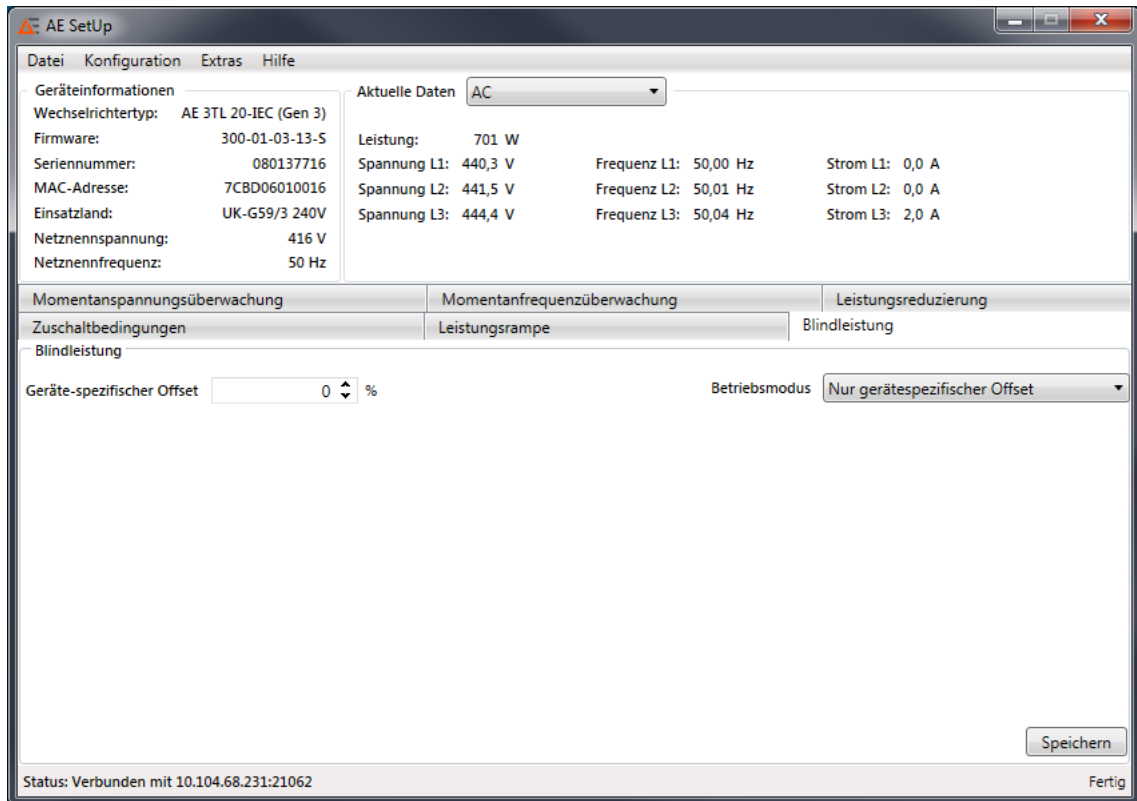 AE SetUp
Datei Konfiguration Extras Hilfe
Geräteinformationen
Wechselrichtertyp: AE 3TL 20-IEC (Gen 3)
Firmware: 300-01-03-13-S
Seriennummer: 080137716
MAC-Adresse: 7CBD06010016
Einsatzland: UK-G59/3 240V
Netznennspannung: 416 V
Netznennfrequenz: 50 Hz
Aktuelle Daten AC
Leistung: 701 W
Spannung L1: 440,3 V Frequenz L1: 50,00 Hz Strom L1: 0,0 A
Spannung L2: 441,5 V Frequenz L2: 50,01 Hz Strom L2: 0,0 A
Spannung L3: 444,4 V Frequenz L3: 50,04 Hz Strom L3: 2,0 A
Momentanspannungsüberwachung Momentanfrequenzüberwachung Leistungsreduzierung
Zuschaltbedingungen Leistungsrampe Blindleistung
Blindleistung
Geräte-spezifischer Offset 0 % Betriebsmodus Nur gerätespezifischer Offset
Speichern
Status: Verbunden mit 10.104.68.231:21062 Fertig